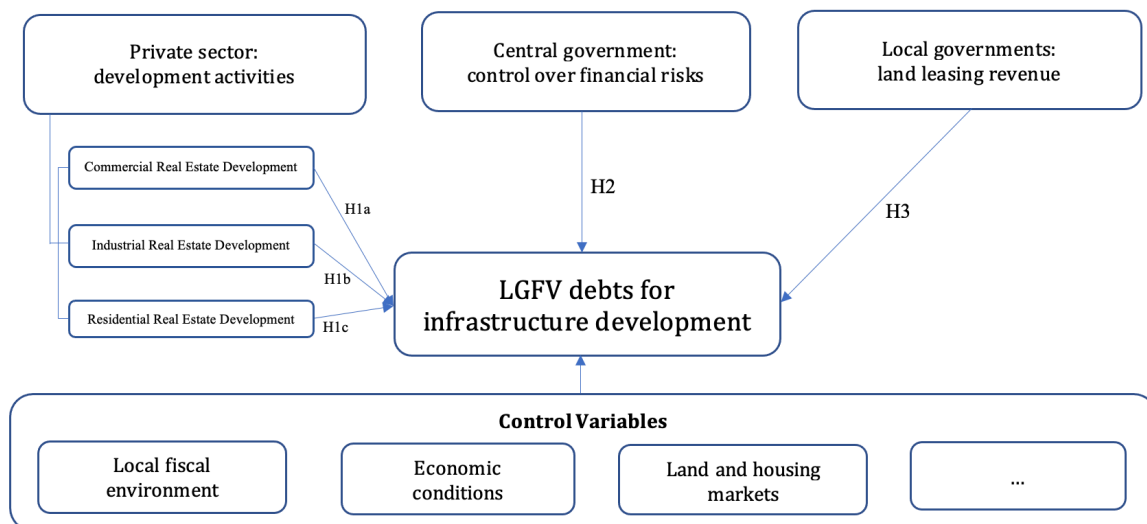 Private sector:
development activities
Central government:
control over financial risks
Local governments:
land leasing revenue
Commercial Real Estate Development
H1a
H2
H3
Industrial Real Estate Development
H1b
Residential Real Estate Development
H1c
LGFV debts for
infrastructure development
Control Variables
Local fiscal
environment
Economic
conditions
Land and housing
markets
...